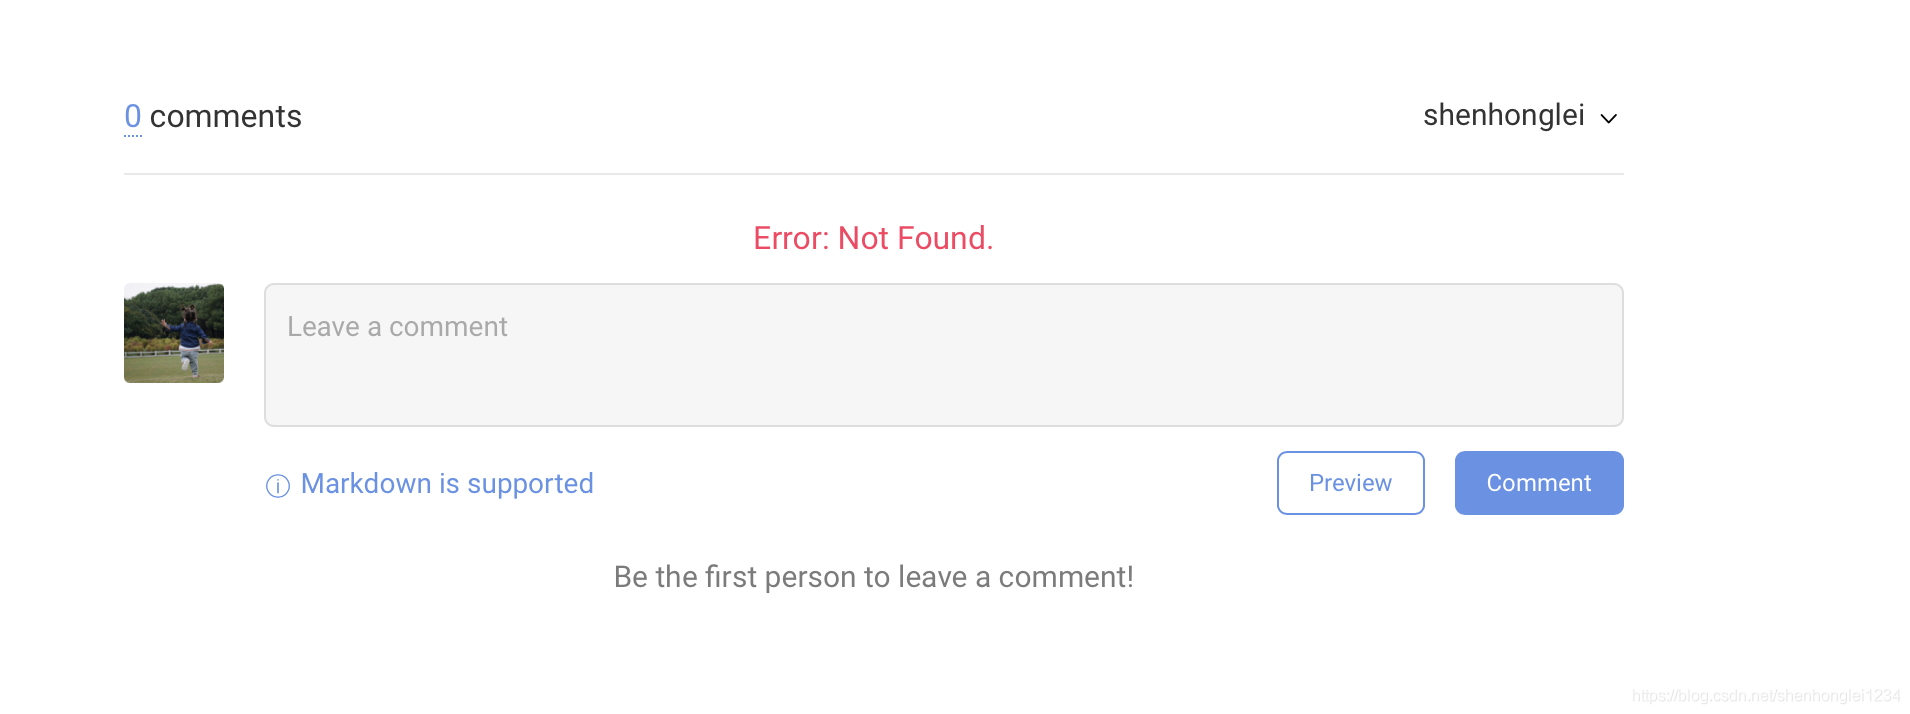 0 comments
shenhonglei
Error: Not Found.
Leave a comment
Markdown is supported
Preview
Comment
Be the first person to leave a comment!
https://blog.csdn.net/shenhonglei1234